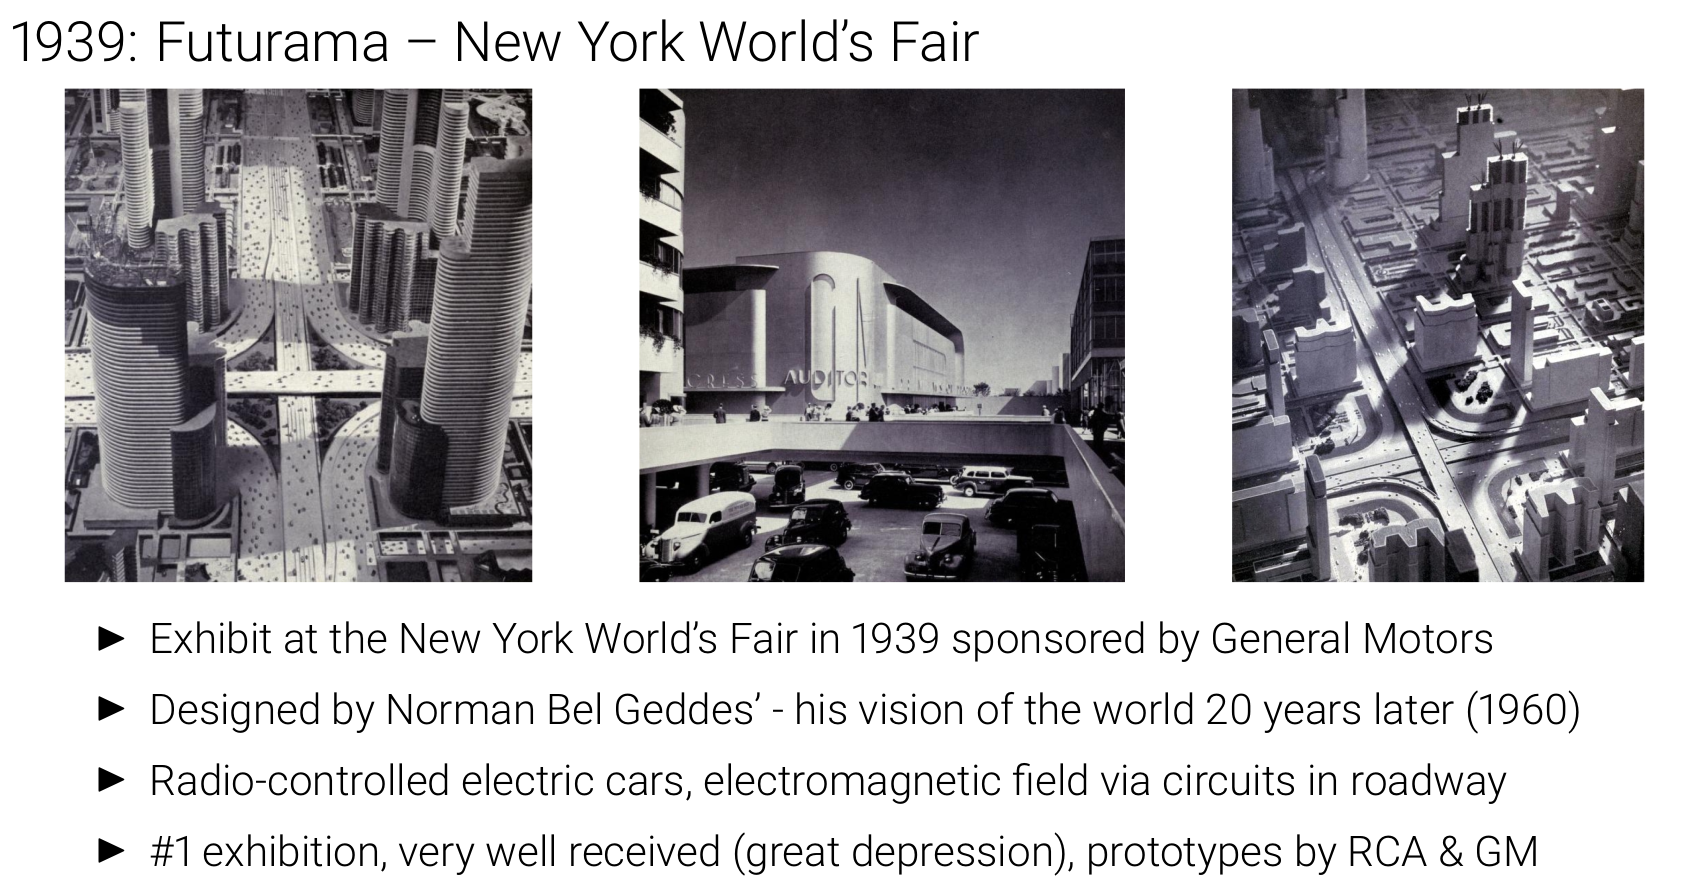 1939: Futurama – New York World’s Fair
AUDITOR
► Exhibit at the New York World’s Fair in 1939 sponsored by General Motors
► Designed by Norman Bel Geddes’ - his vision of the world 20 years later (1960)
► Radio-controlled electric cars, electromagnetic field via circuits in roadway
► #1 exhibition, very well received (great depression), prototypes by RCA & GM